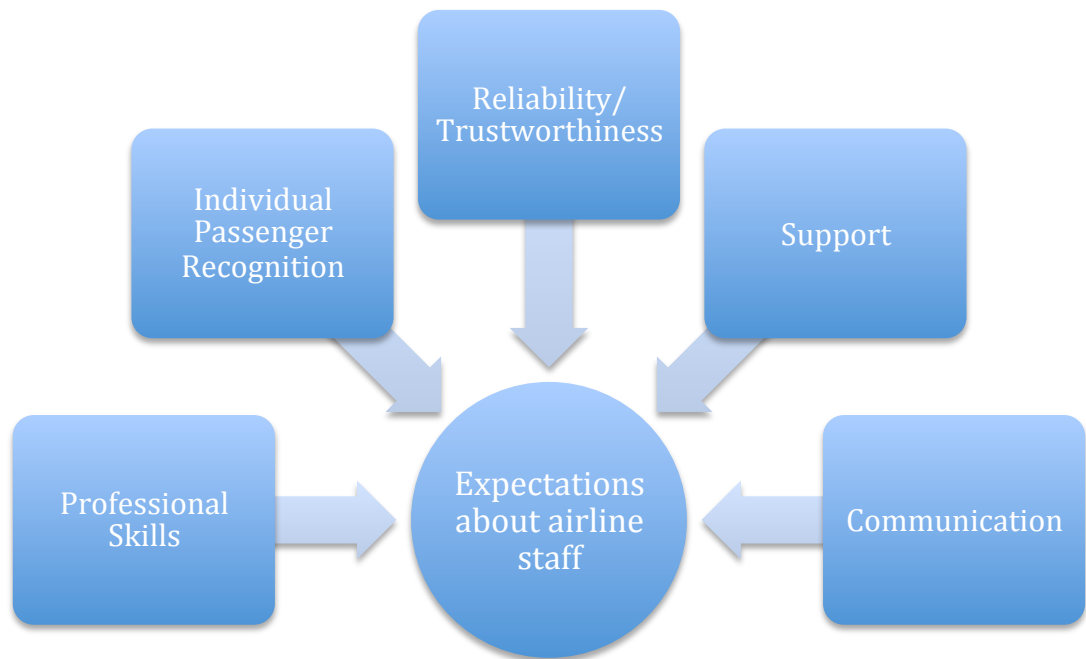 Reliability/
Trustworthiness
Individual
Passenger
Recognition
Support
Professional
Skills
Expectations
about airline
staff
Communication